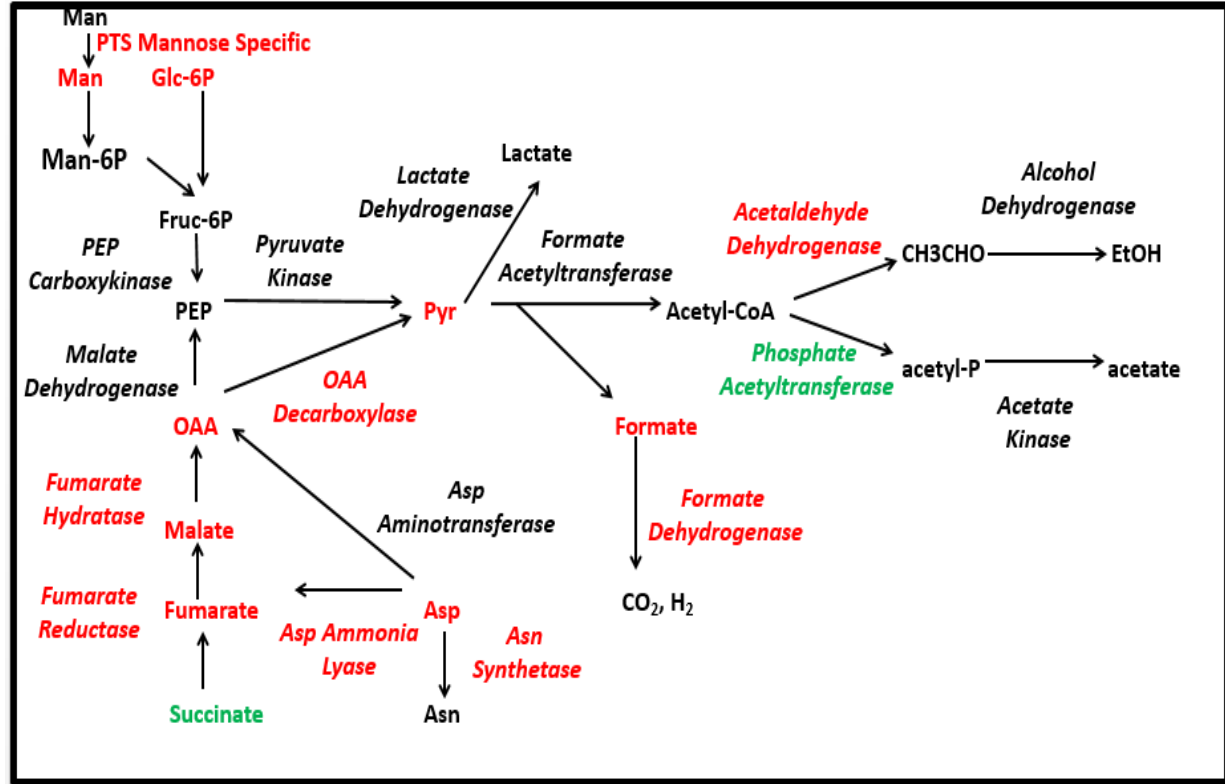 Man
PTS Mannose Specific
Man
Glc-6P
Man-6P
Fruc-6P
PEP
Carboxykinase
Pyruvate
Kinase
PEP
Malate
Dehydrogenase
OAA
Decarboxylase
OAA
Fumarate
Hydratase
Malate
Fumarate
Reductase
Fumarate
Succinate
Asp
Aminotransferase
Asp
Asp Ammonia
Lyase
Asn
Synthetase
Asn
Lactate
Lactate
Dehydrogenase
Pyr
Formate
Acetyltransferase
Acetyl-CoA
Formate
Formate
Dehydrogenase
CO2, H2
Acetaldehyde
Dehydrogenase
CH3CHO
Alcohol
Dehydrogenase
EtOH
Phosphate
Acetyltransferase
acetyl-P
Acetate
Kinase
acetate